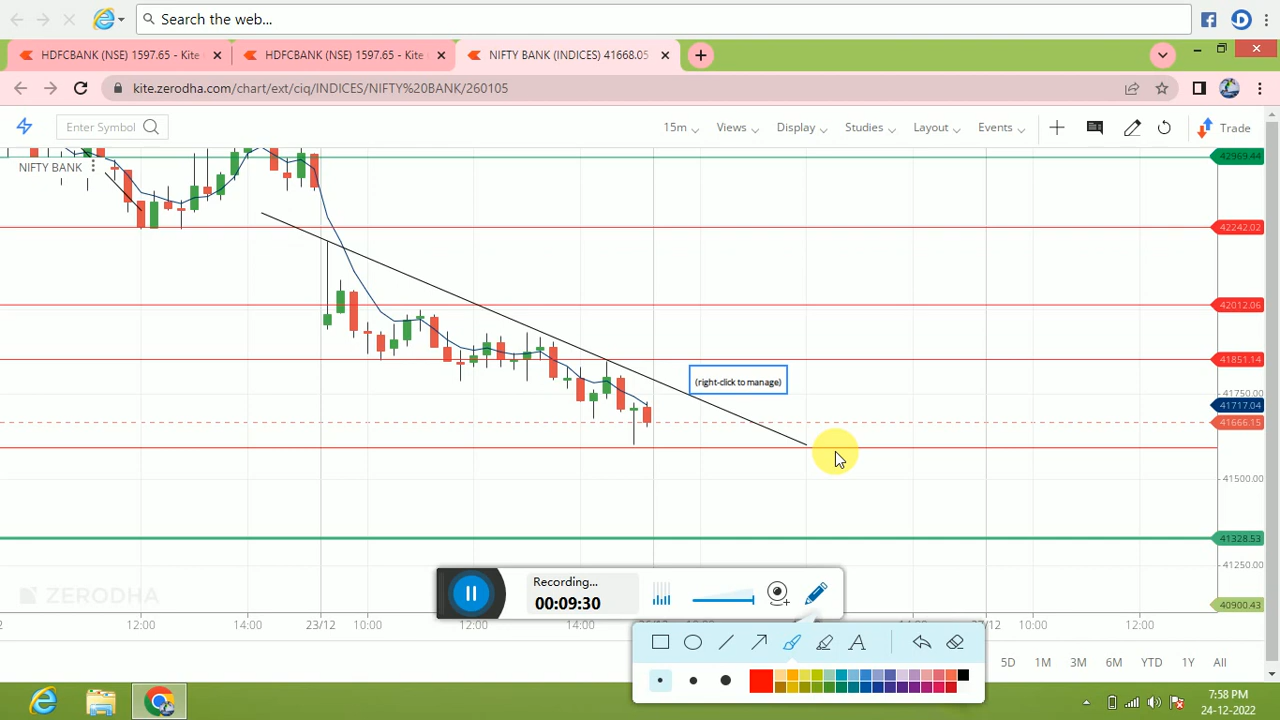 Search the web...
HDFCBANK (NSE) 1597.65 - Kite
HDFCBANK (NSE) 1597.65 - Kite
NIFTY BANK (INDICES) 41668.05
kite.zerodha.com/chart/ext/ciq/INDICES/NIFTY%20BANK/260105
Enter Symbol
15m
Views
Display
Studies
Layout
Events
Trade
NIFTY BANK
42969.44
42242.02
42012.06
41851.14
(right-click to manage)
41750.00
41717.04
41666.15
41500.00
41328.53
41250.00
40900.43
ZERODHA
Recording...
00:09:30
12:00
23/12
10:00
12:00
14:00
27/12
10:00
12:00
5D
1M
3M
6M
YTD
1Y
All
7:58 PM
24-12-2022